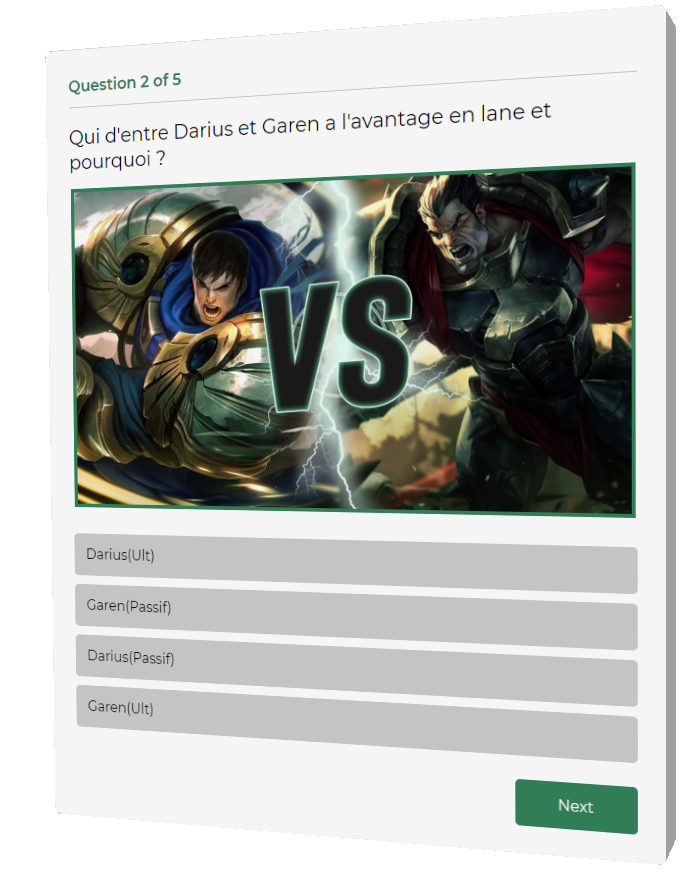 Question 2 of 5
Qui d'entre Darius et Garen a l'avantage en lane et
pourquoi ?
VS
Darius(Ult)
Garen(Passif)
Darius(Passif)
Garen(Ult)
Next